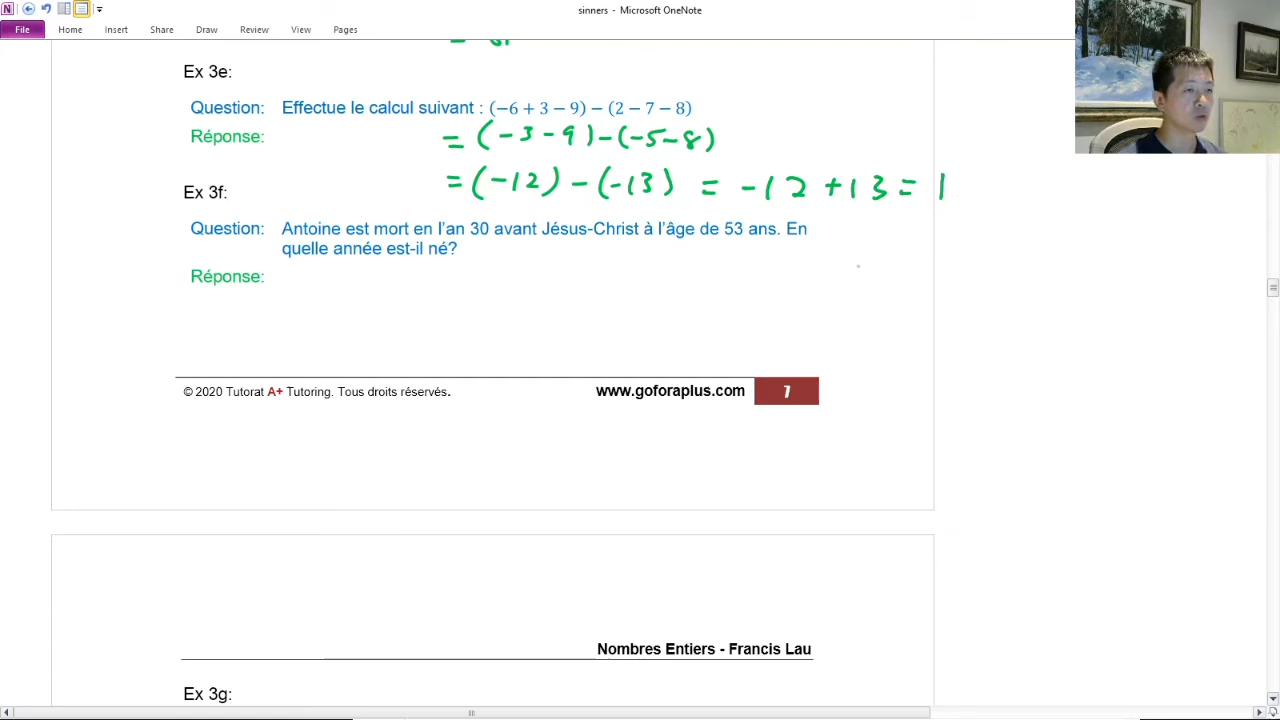 sinners - Microsoft OneNote
File Home Insert Share Draw Review View Pages
Ex 3e:
Question: Effectue le calcul suivant : (−6 + 3 − 9) − (2 − 7 − 8)
Réponse: = (-3-9)-(-5-8)
= (-12) - (-13) = -12 +13 = 1
Ex 3f:
Question: Antoine est mort en l'an 30 avant Jésus-Christ à l'âge de 53 ans. En
quelle année est-il né?
Réponse:
© 2020 Tutorat A+ Tutoring. Tous droits réservés. www.goforaplus.com 7
Nombres Entiers - Francis Lau
Ex 3g: